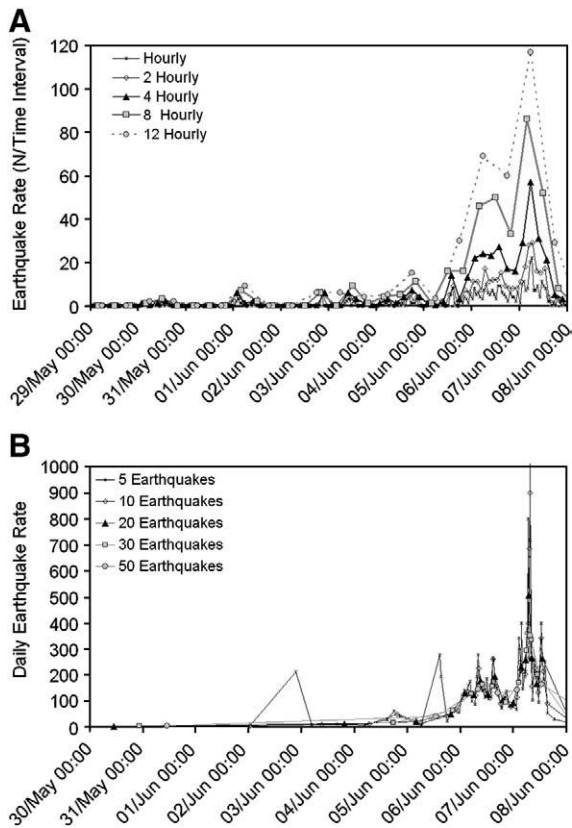 A
Earthquake Rate (N/Time Interval)
120
100
80
60
40
20
0
Hourly
2 Hourly
4 Hourly
8 Hourly
12 Hourly
29/May 00:00
30/May 00:00
31/May 00:00
01/Jun 00:00
02/Jun 00:00
03/Jun 00:00
04/Jun 00:00
05/Jun 00:00
06/Jun 00:00
07/Jun 00:00
08/Jun 00:00
B
Daily Earthquake Rate
1000
900
800
700
600
500
400
300
200
100
0
5 Earthquakes
10 Earthquakes
20 Earthquakes
30 Earthquakes
50 Earthquakes
30/May 00:00
31/May 00:00
01/Jun 00:00
02/Jun 00:00
03/Jun 00:00
04/Jun 00:00
05/Jun 00:00
06/Jun 00:00
07/Jun 00:00
08/Jun 00:00